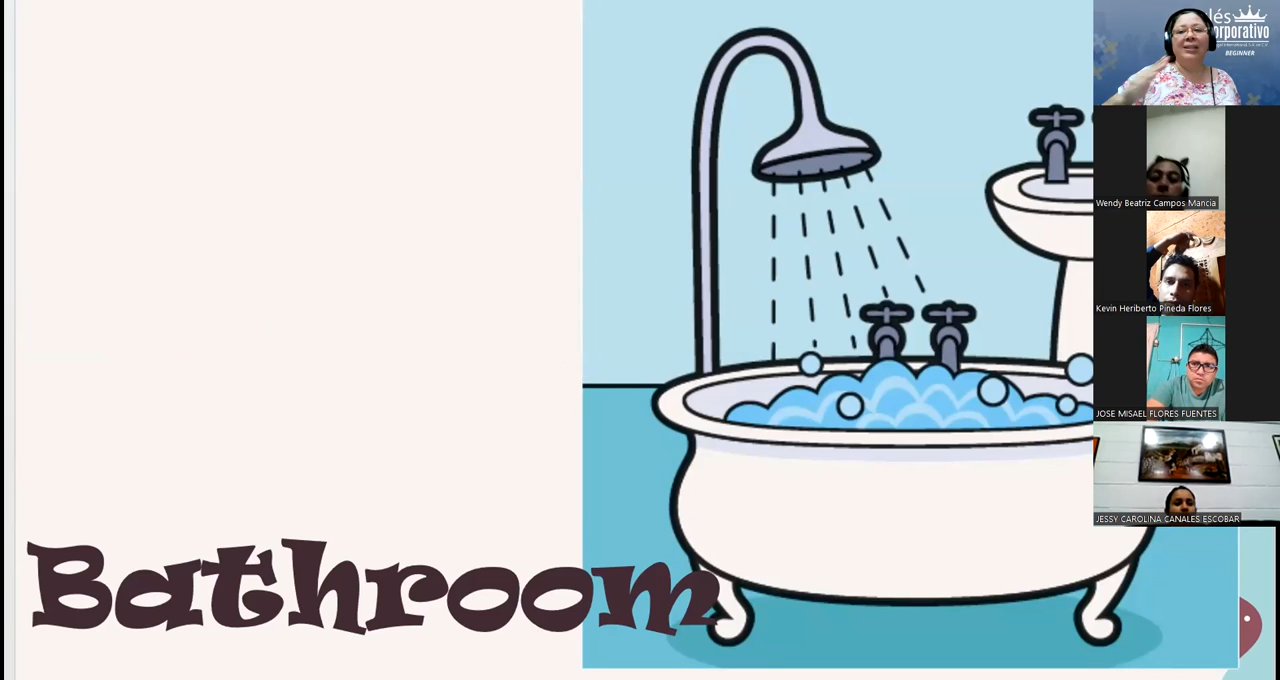 Bathroom
lés
orporativo
BEGINNER
Wendy Beatriz Campos Mancia
Kevin Heriberto Pineda Flores
JOSE MISAEL FLORES FUENTES
JESSY CAROLINA CANALES ESCOBAR